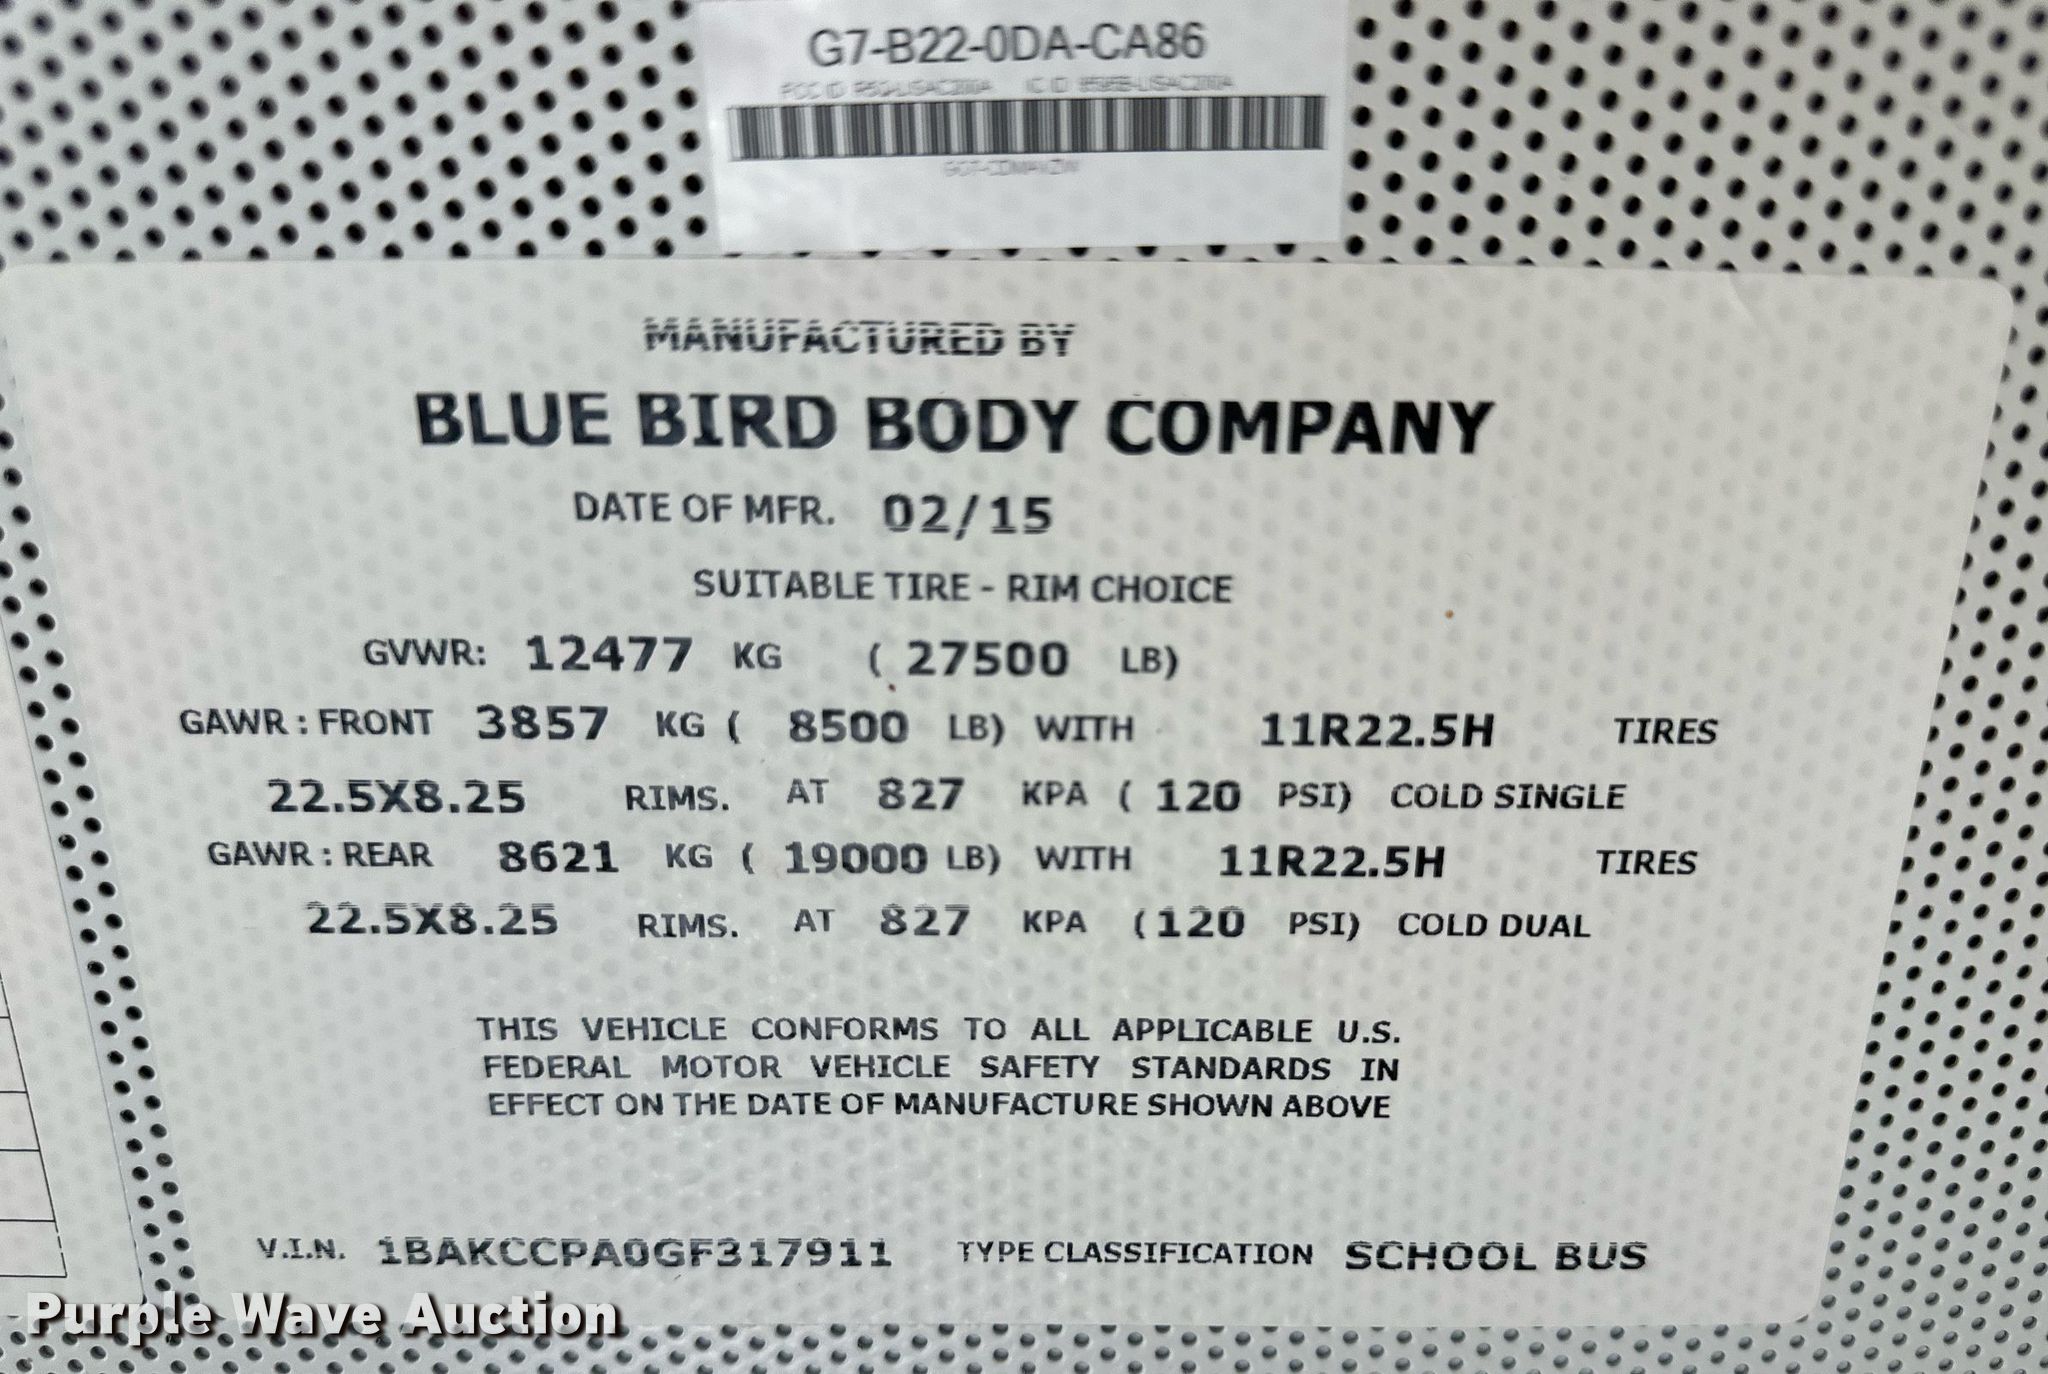 G7-B22-0DA-CA86
MANUFACTURED BY
BLUE BIRD BODY COMPANY
DATE OF MFR. 02/15
SUITABLE TIRE - RIM CHOICE
GVWR: 12477 KG ( 27500 LB)
GAWR : FRONT 3857 KG ( 8500 LB) WITH 11R22.5H TIRES
22.5X8.25 RIMS. AT 827 KPA ( 120 PSI) COLD SINGLE
GAWR : REAR 8621 KG ( 19000 LB) WITH 11R22.5H TIRES
22.5X8.25 RIMS. AT 827 KPA (120 PSI) COLD DUAL
THIS VEHICLE CONFORMS TO ALL APPLICABLE U.S.
FEDERAL MOTOR VEHICLE SAFETY STANDARDS IN
EFFECT ON THE DATE OF MANUFACTURE SHOWN ABOVE
V.I.N. 1BAKCCPA0GF317911 TYPE CLASSIFICATION SCHOOL BUS
Purple Wave Auction